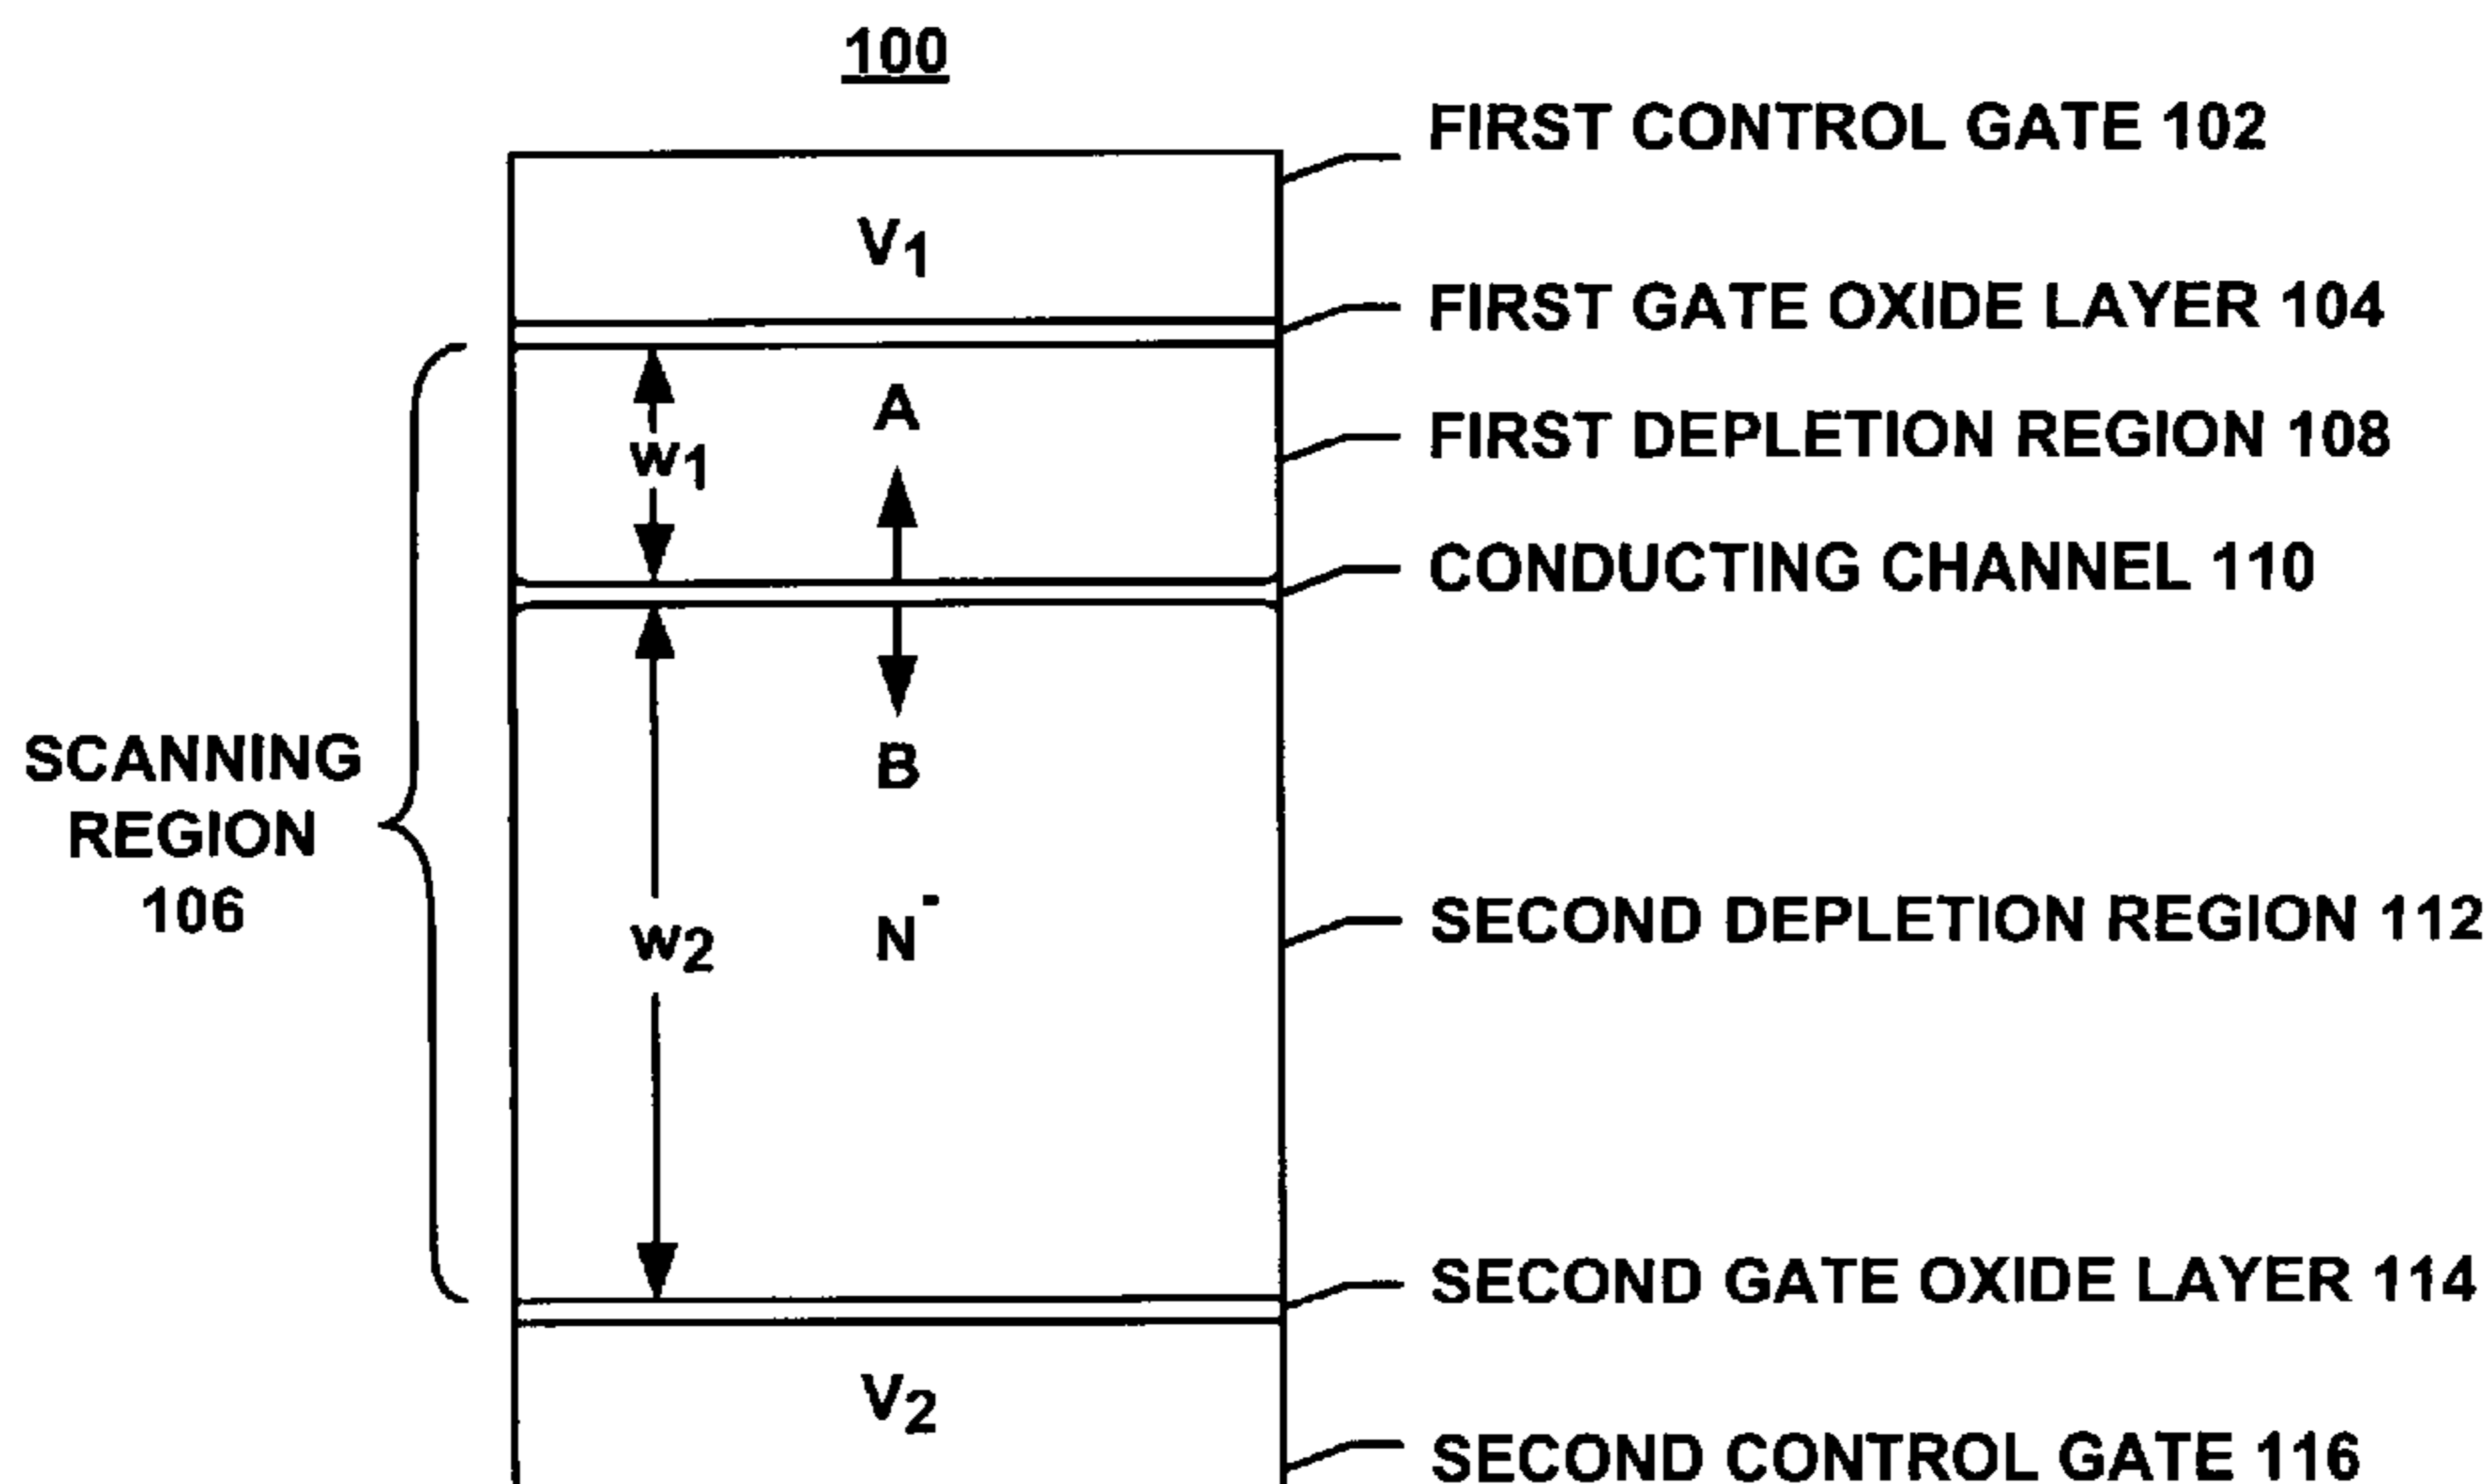 100
FIRST CONTROL GATE 102
V1
FIRST GATE OXIDE LAYER 104
A
FIRST DEPLETION REGION 108
w1
CONDUCTING CHANNEL 110
SCANNING
REGION
106
B
w2
N-
SECOND DEPLETION REGION 112
SECOND GATE OXIDE LAYER 114
V2
SECOND CONTROL GATE 116